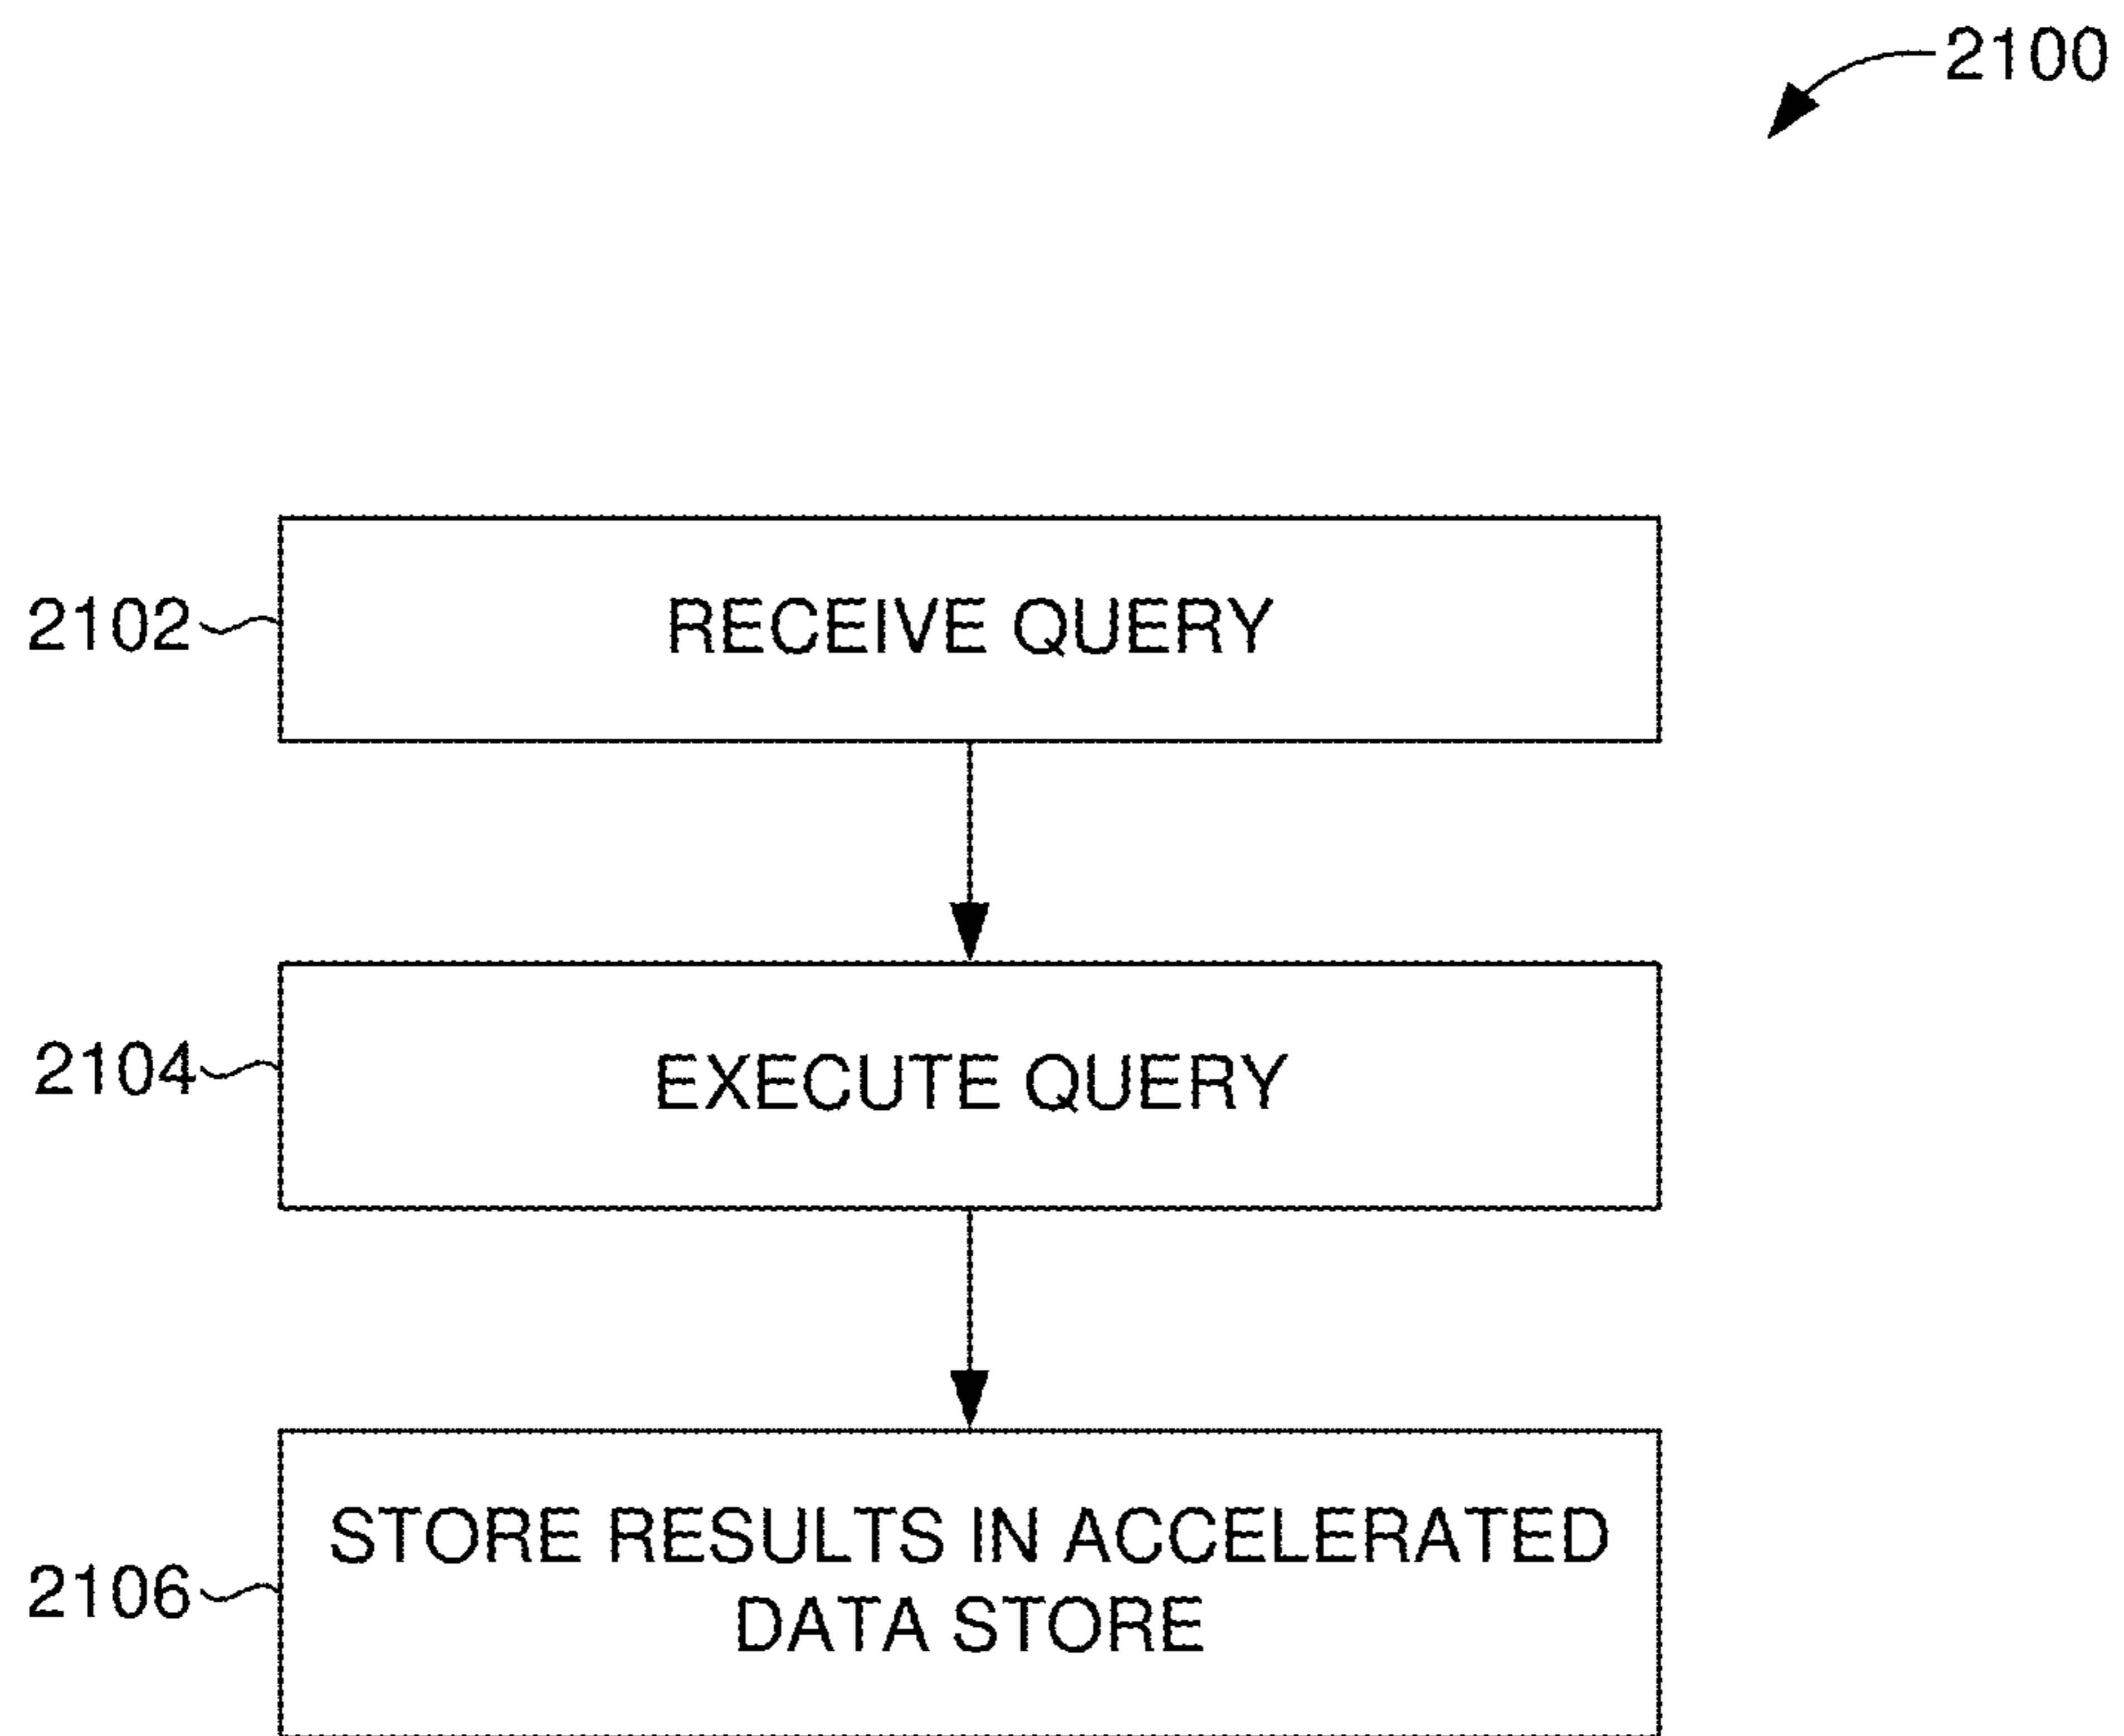 2100
2102
RECEIVE QUERY
2104
EXECUTE QUERY
STORE RESULTS IN ACCELERATED
2106
DATA STORE